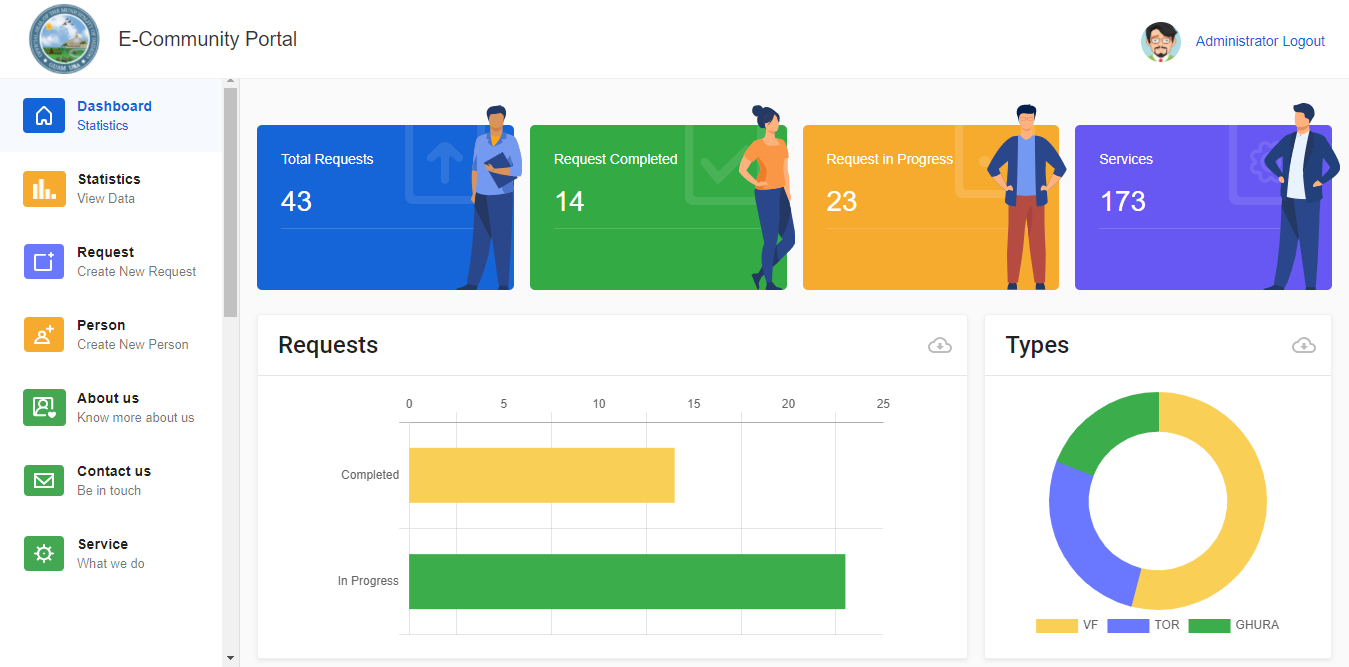 E-Community Portal
Administrator Logout
Dashboard
Statistics
Statistics
View Data
Request
Create New Request
Person
Create New Person
About us
Know more about us
Contact us
Be in touch
Service
What we do
Total Requests
43
Request Completed
14
Request in Progress
23
Services
173
Requests
0 5 10 15 20 25
Completed
In Progress
Types
VF TOR GHURA